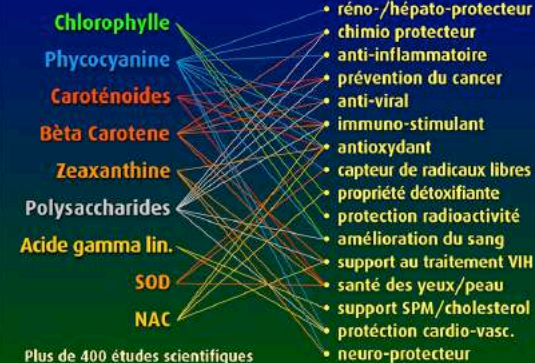 Chlorophylle
Phycocyanine
Caroténoides
Bèta Carotene
Zeaxanthine
Polysaccharides
Acide gamma lin.
SOD
NAC
Plus de 400 études scientifiques
• réno-/hépato-protecteur
• chimio protecteur
• anti-inflammatoire
• prévention du cancer
• anti-viral
• immuno-stimulant
• antioxydant
• capteur de radicaux libres
• propriété détoxifiante
• protection radioactivité
• amélioration du sang
• support au traitement VIH
• santé des yeux/peau
• support SPM/cholesterol
• protéction cardio-vasc.
• neuro-protecteur